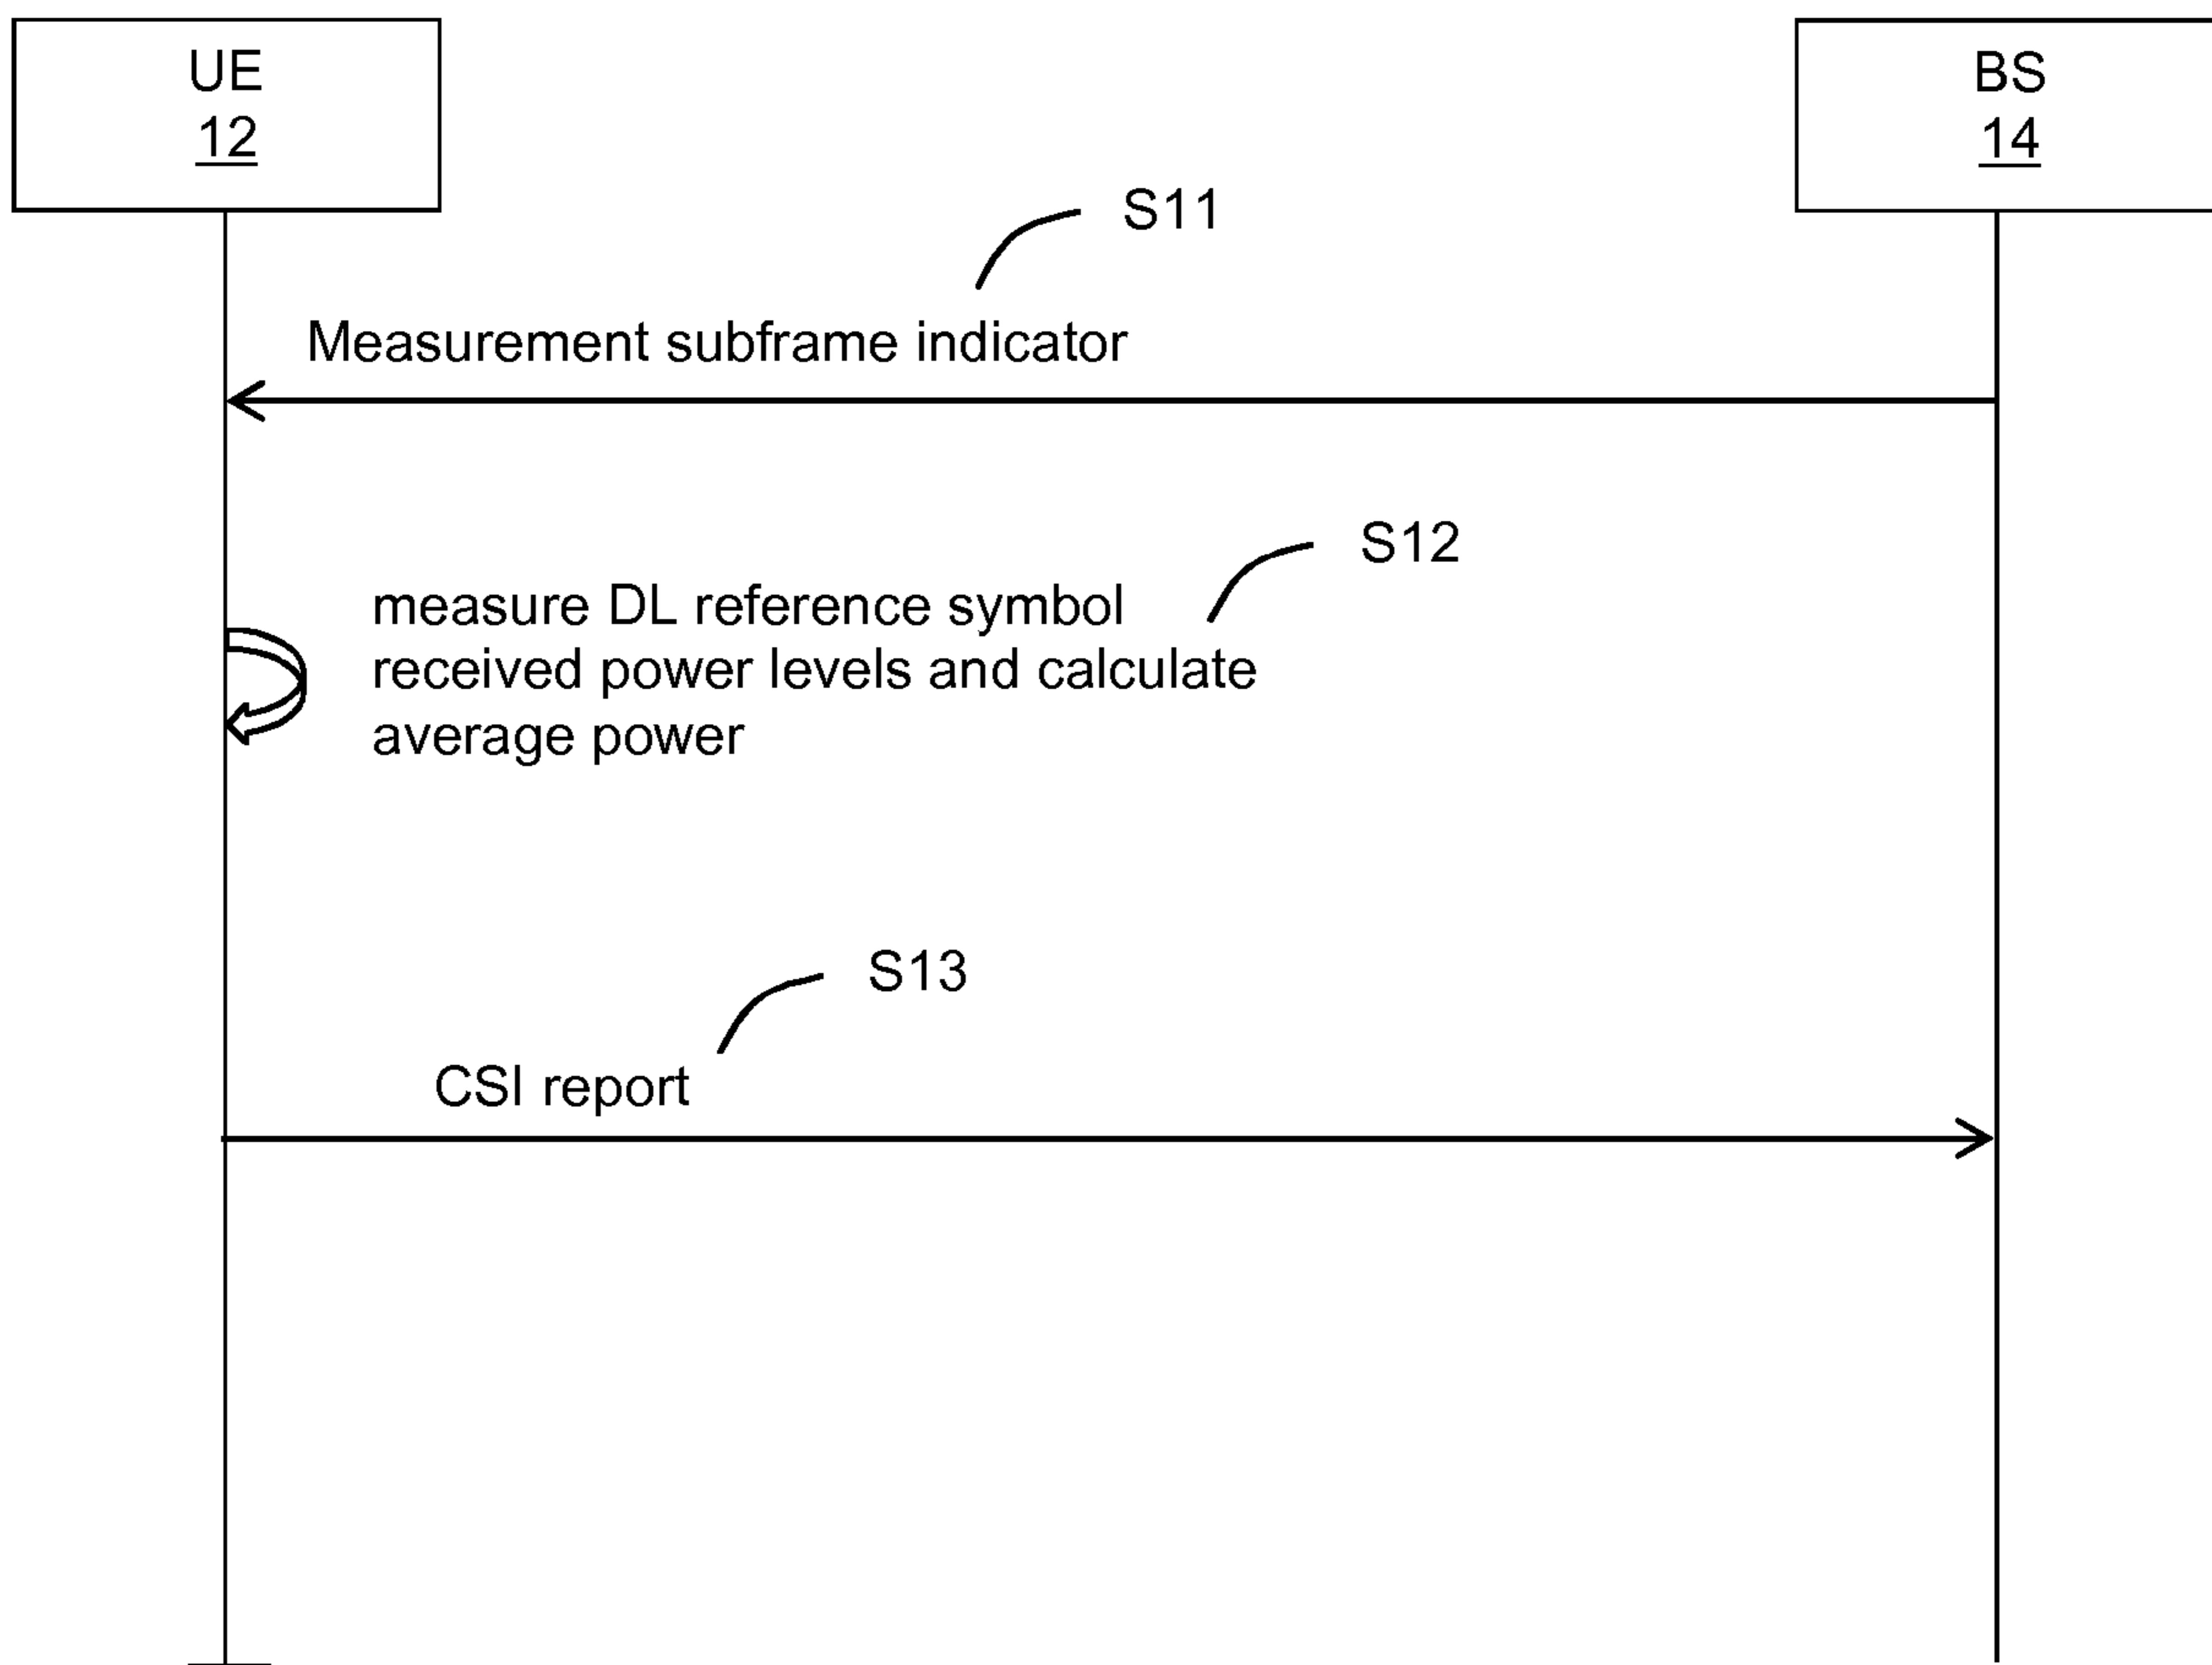 UE
12
BS
14
S11
Measurement subframe indicator
S12
measure DL reference symbol
received power levels and calculate
average power
S13
CSI report